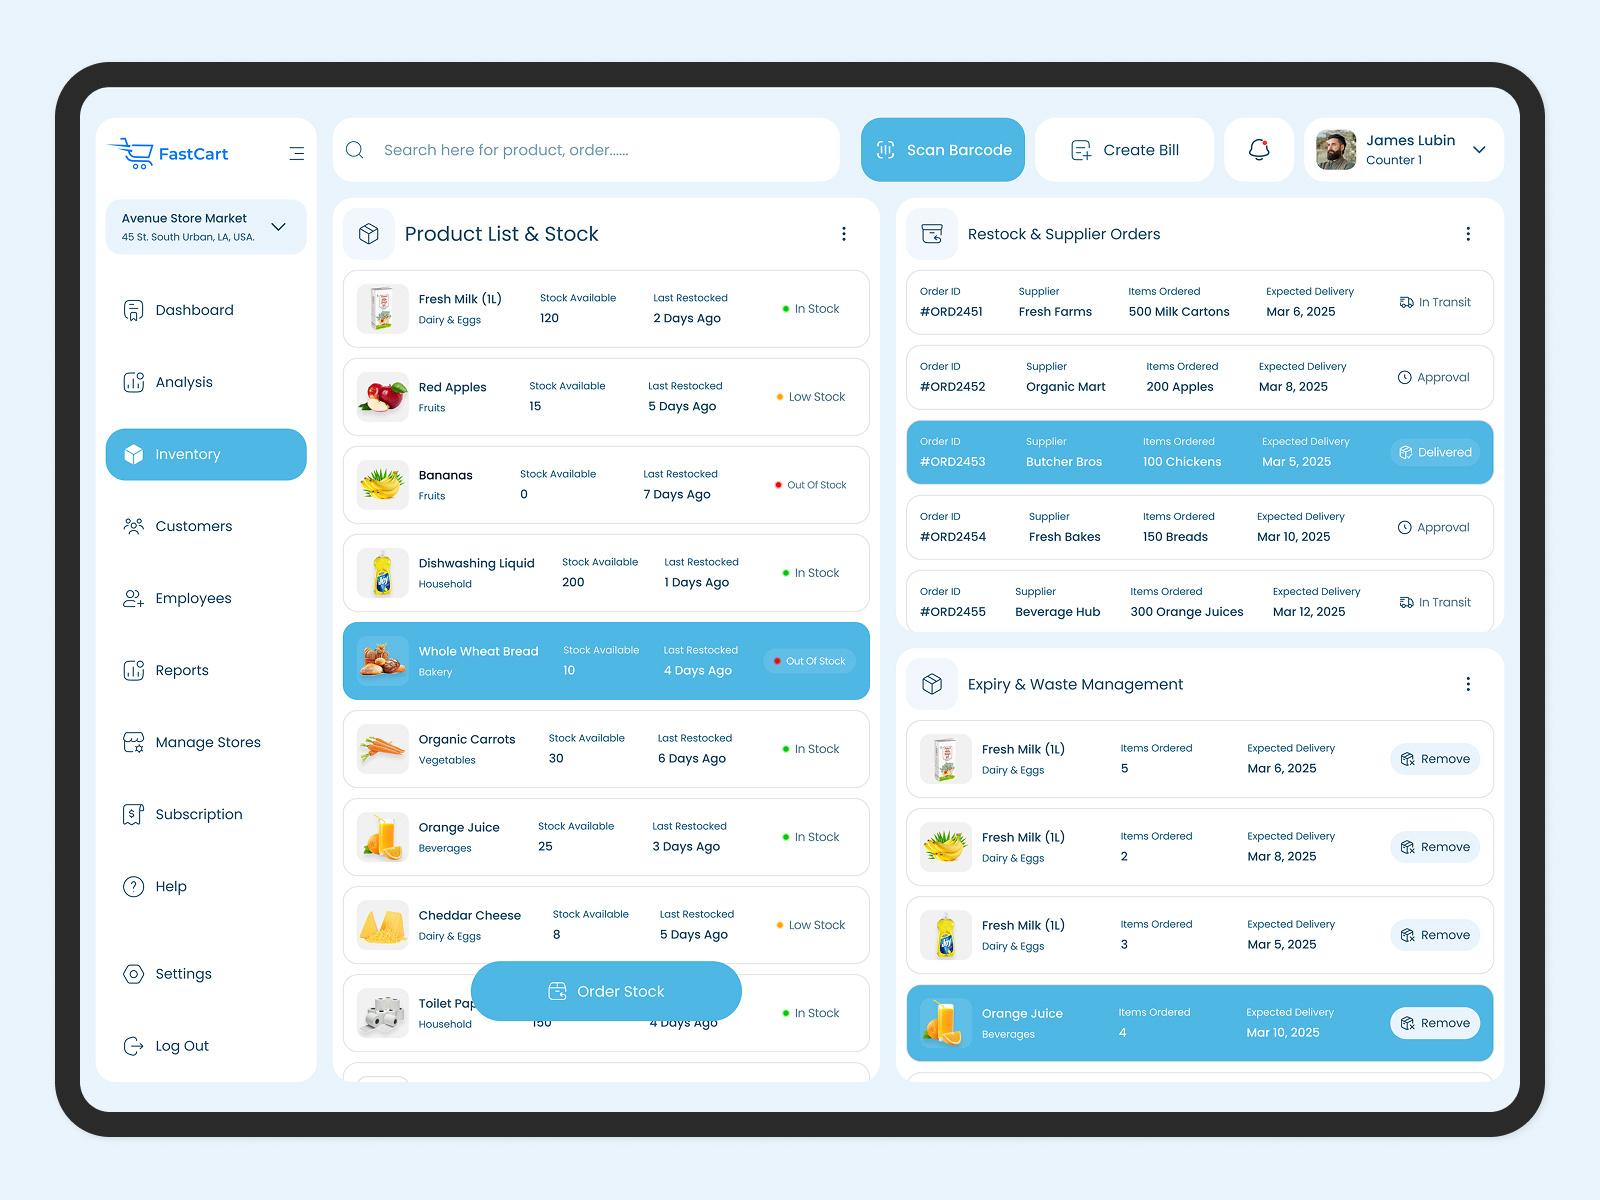 FastCart
Search here for product, order......
Scan Barcode
Create Bill
James Lubin
Counter 1
Avenue Store Market
45 St. South Urban, LA, USA.
Dashboard
Analysis
Inventory
Customers
Employees
Reports
Manage Stores
Subscription
Help
Settings
Log Out
Product List & Stock
Fresh Milk (1L) Stock Available Last Restocked
Dairy & Eggs 120 2 Days Ago In Stock
Red Apples Stock Available Last Restocked
Fruits 15 5 Days Ago Low Stock
Bananas Stock Available Last Restocked
Fruits 0 7 Days Ago Out Of Stock
Dishwashing Liquid Stock Available Last Restocked
Household 200 1 Days Ago In Stock
Whole Wheat Bread Stock Available Last Restocked
Bakery 10 4 Days Ago Out Of Stock
Organic Carrots Stock Available Last Restocked
Vegetables 30 6 Days Ago In Stock
Orange Juice Stock Available Last Restocked
Beverages 25 3 Days Ago In Stock
Cheddar Cheese Stock Available Last Restocked
Dairy & Eggs 8 5 Days Ago Low Stock
Order Stock
Toilet Pap
Household 150 4 Days Ago In Stock
Restock & Supplier Orders
Order ID Supplier Items Ordered Expected Delivery
#ORD2451 Fresh Farms 500 Milk Cartons Mar 6, 2025 In Transit
Order ID Supplier Items Ordered Expected Delivery
#ORD2452 Organic Mart 200 Apples Mar 8, 2025 Approval
Order ID Supplier Items Ordered Expected Delivery
#ORD2453 Butcher Bros 100 Chickens Mar 5, 2025 Delivered
Order ID Supplier Items Ordered Expected Delivery
#ORD2454 Fresh Bakes 150 Breads Mar 10, 2025 Approval
Order ID Supplier Items Ordered Expected Delivery
#ORD2455 Beverage Hub 300 Orange Juices Mar 12, 2025 In Transit
Expiry & Waste Management
Fresh Milk (1L) Items Ordered Expected Delivery
Dairy & Eggs 5 Mar 6, 2025 Remove
Fresh Milk (1L) Items Ordered Expected Delivery
Dairy & Eggs 2 Mar 8, 2025 Remove
Fresh Milk (1L) Items Ordered Expected Delivery
Dairy & Eggs 3 Mar 5, 2025 Remove
Orange Juice Items Ordered Expected Delivery
Beverages 4 Mar 10, 2025 Remove